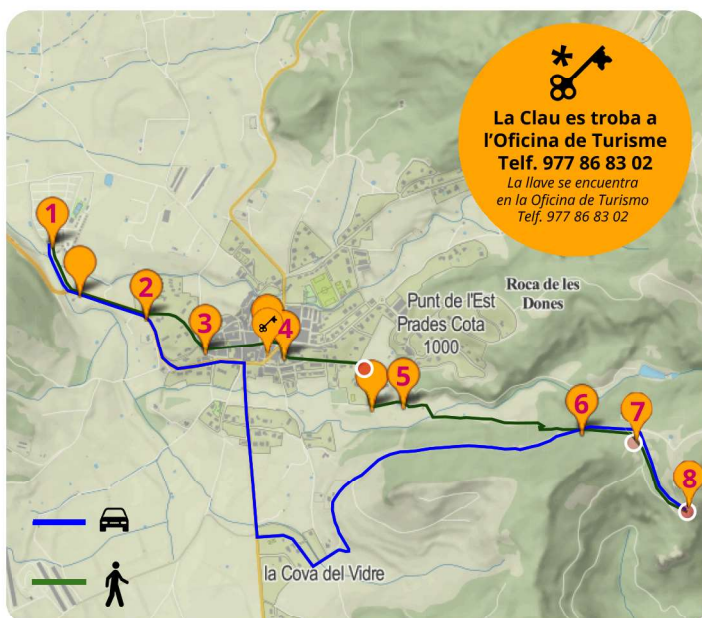 *
La Clau es troba a
l'Oficina de Turisme
Telf. 977 86 83 02
La llave se encuentra
en la Oficina de Turismo
Telf. 977 86 83 02
1
2
3
4
Punt de l'Est
Prades Cota
1000
Roca de les
Dones
5
6
7
8
la Cova del Vidre